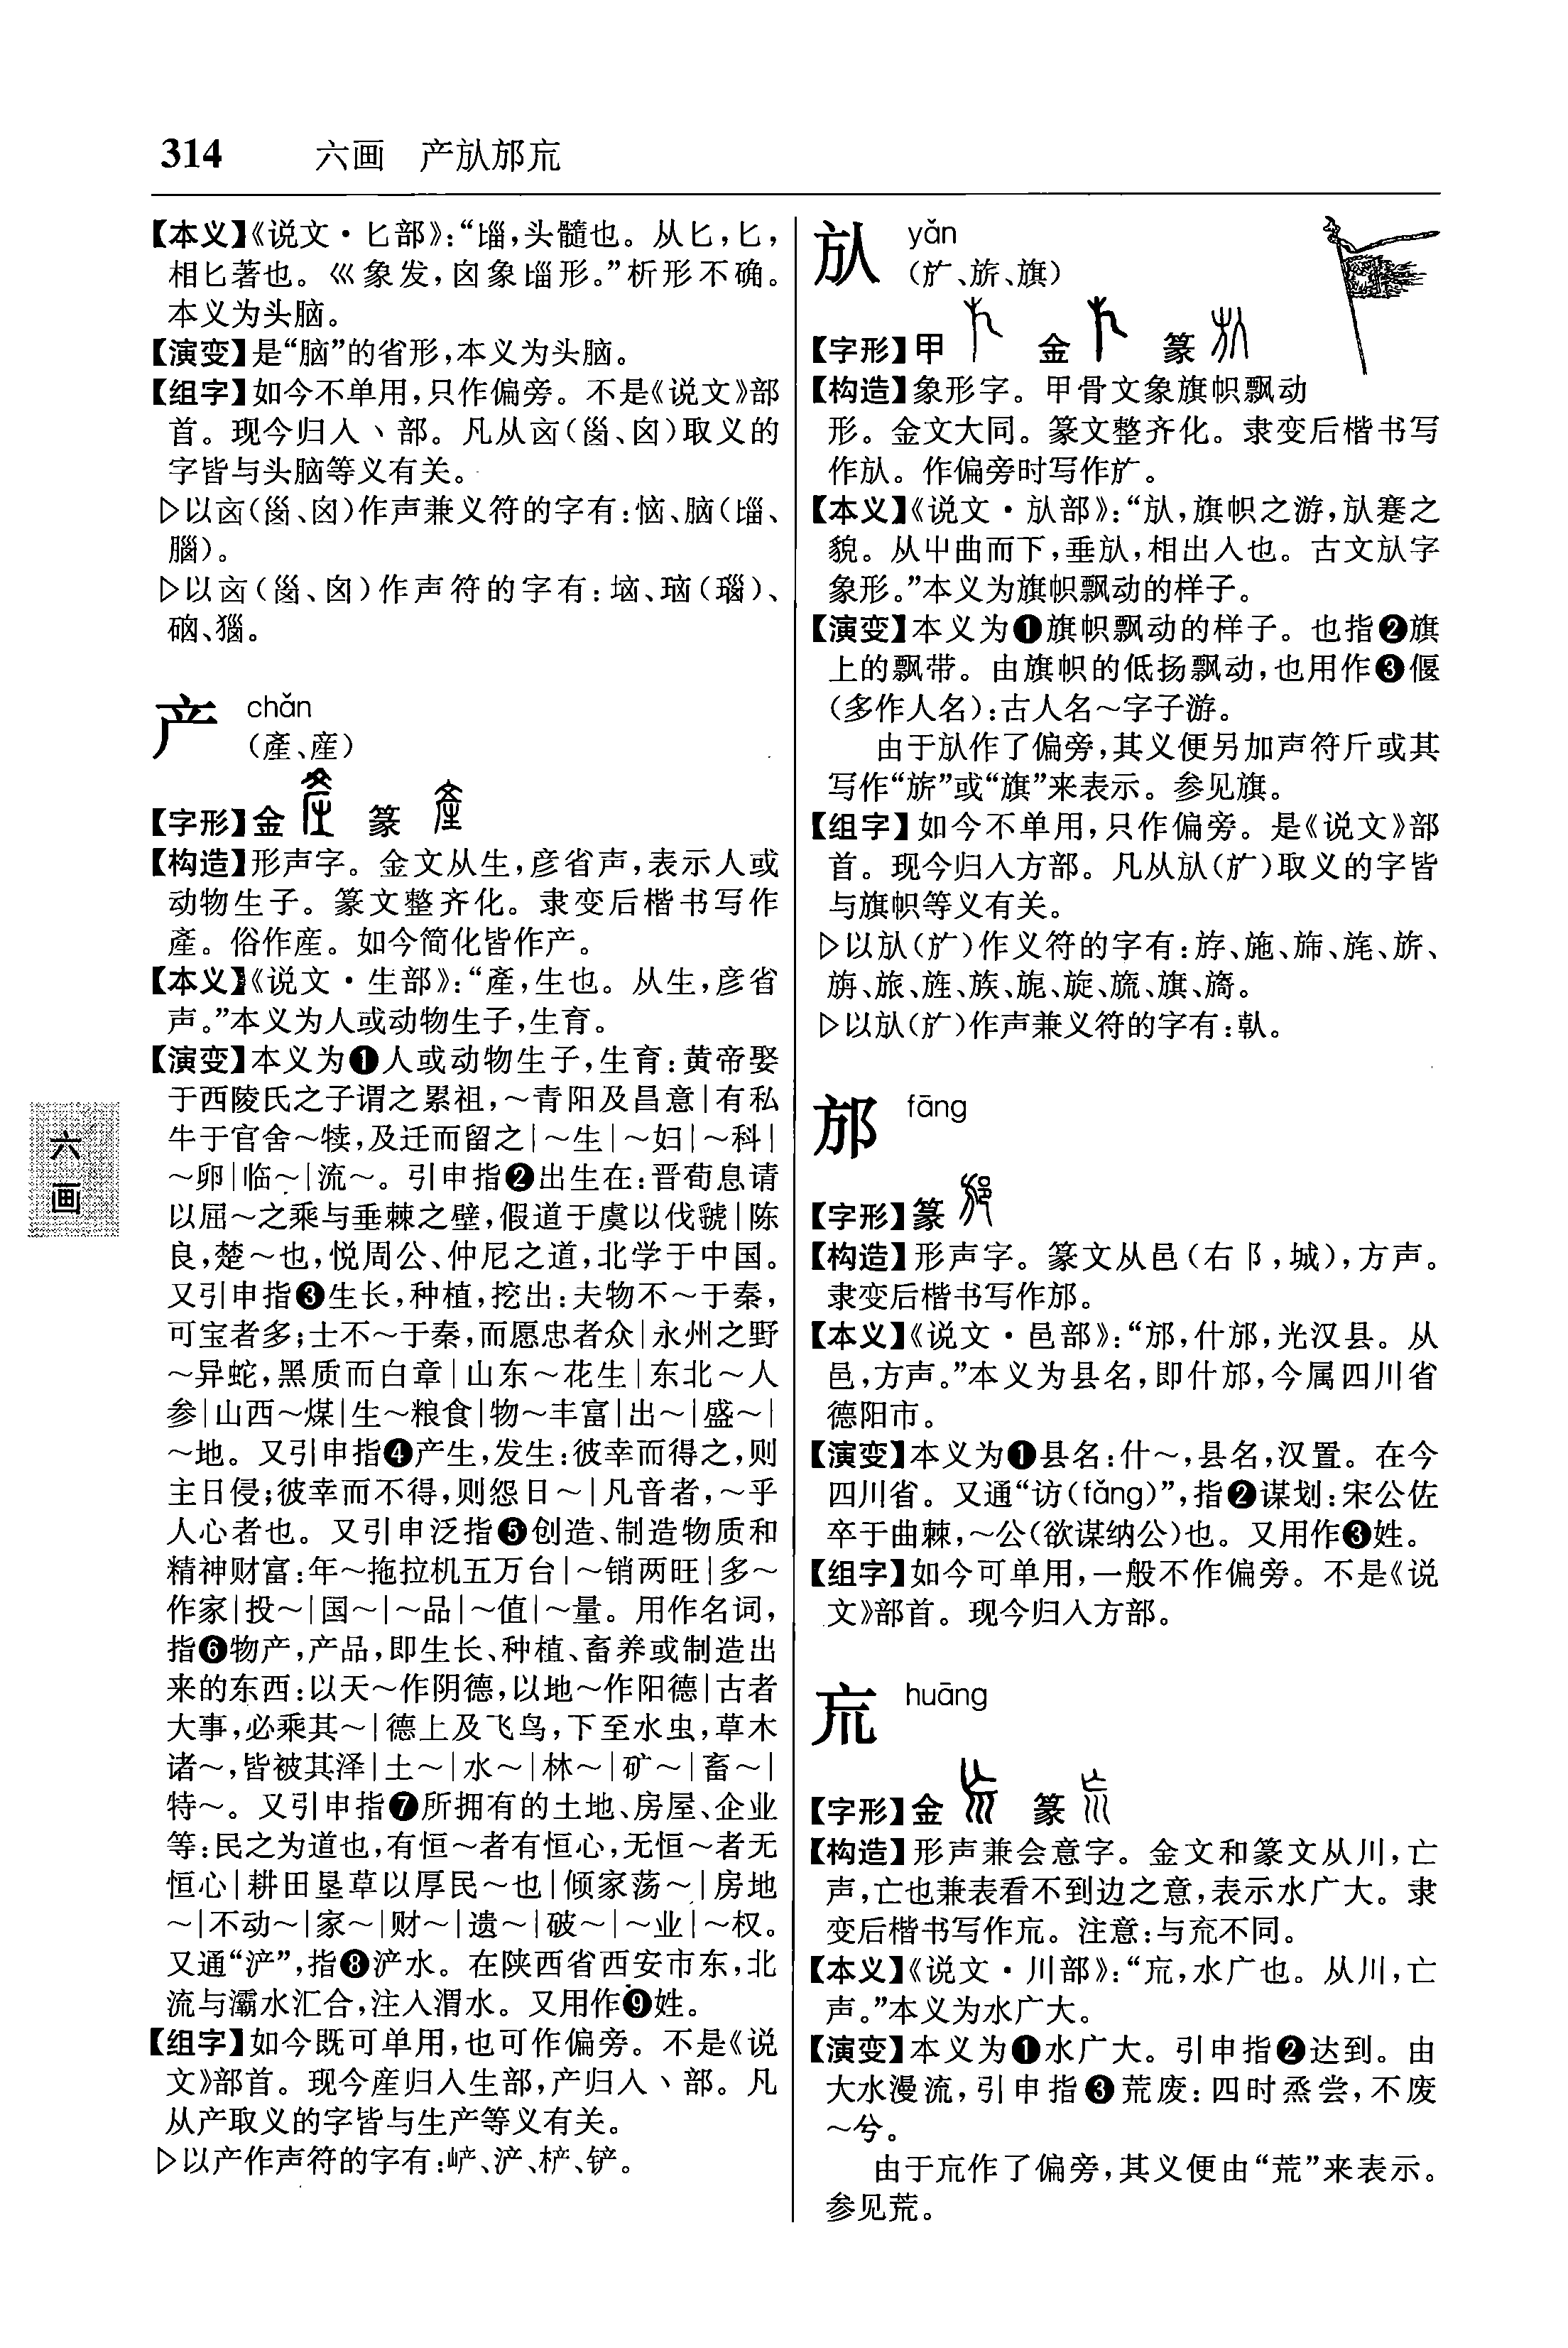 314 六画 产㫃邡巟
【本义】《说文·匕部》:“𡿺,头髓也。从匕,匕,
相匕著也。巛象发,囟象𡿺形。”析形不确。
本义为头脑。
【演变】是“脑”的省形,本义为头脑。
【组字】如今不单用,只作偏旁。不是《说文》部
首。现今归入丶部。凡从㐫(𡿺、囟)取义的
字皆与头脑等义有关。
▷以㐫(𡿺、囟)作声兼义符的字有:恼、脑(𡿺、
腦)。
▷以㐫(𡿺、囟)作声符的字有:垴、瑙(瑙)、
硇、猫。
产 chǎn
(產、産)
【字形】金 篆
【构造】形声字。金文从生,彦省声,表示人或
动物生子。篆文整齐化。隶变后楷书写作
產。俗作産。如今简化皆作产。
【本义】《说文·生部》:“產,生也。从生,彦省
声。”本义为人或动物生子,生育。
【演变】本义为❶人或动物生子,生育:黄帝娶
于西陵氏之子谓之累祖,～青阳及昌意|有私
牛于官舍～犊,及迁而留之|～生|～妇|～科|
～卵|临～|流～。引申指❷出生在:晋荀息请
以屈～之乘与垂棘之璧,假道于虞以伐虢|陈
良,楚～也,悦周公、仲尼之道,北学于中国。
又引申指❸生长,种植,挖出:夫物不～于秦,
可宝者多;士不～于秦,而愿忠者众|永州之野
～异蛇,黑质而白章|山东～花生|东北～人
参|山西～煤|生～粮食|物～丰富|出～|盛～|
～地。又引申指❹产生,发生:彼幸而得之,则
主日侵;彼幸而不得,则怨日～|凡音者,～乎
人心者也。又引申泛指❺创造、制造物质和
精神财富:年～拖拉机五万台|～销两旺|多～
作家|投～|国～|～品|～值|～量。用作名词,
指❻物产,产品,即生长、种植、畜养或制造出
来的东西:以天～作阴德,以地～作阳德|古者
大事,必乘其～|德上及飞鸟,下至水虫,草木
诸～,皆被其泽|土～|水～|林～|矿～|畜～|
特～。又引申指❼所拥有的土地、房屋、企业
等:民之为道也,有恒～者有恒心,无恒～者无
恒心|耕田垦草以厚民～也|倾家荡～|房地
～|不动～|家～|财～|遗～|破～|～业|～权。
又通“浐”,指❽浐水。在陕西省西安市东,北
流与灞水汇合,注入渭水。又用作❾姓。
【组字】如今既可单用,也可作偏旁。不是《说
文》部首。现今産归入生部,产归入丶部。凡
从产取义的字皆与生产等义有关。
▷以产作声符的字有:㟥、浐、㭴、铲。
㫃 yǎn
(𭤨、旂、旗)
【字形】甲 金 篆
【构造】象形字。甲骨文象旗帜飘动
形。金文大同。篆文整齐化。隶变后楷书写
作㫃。作偏旁时写作𭤨。
【本义】《说文·㫃部》:“㫃,旗帜之游,㫃蹇之
貌。从屮曲而下,垂㫃,相出入也。古文㫃字
象形。”本义为旗帜飘动的样子。
【演变】本义为❶旗帜飘动的样子。也指❷旗
上的飘带。由旗帜的低扬飘动,也用作❸偃
(多作人名):古人名～字子游。
由于㫃作了偏旁,其义便另加声符斤或其
写作“旂”或“旗”来表示。参见旗。
【组字】如今不单用,只作偏旁。是《说文》部
首。现今归入方部。凡从㫃(𭤨)取义的字皆
与旗帜等义有关。
▷以㫃(𭤨)作义符的字有:斿、施、旆、旄、旂、
旃、旅、旌、族、旎、旋、旒、旗、旖。
▷以㫃(𭤨)作声兼义符的字有:倝。
邡 fāng
【字形】篆
【构造】形声字。篆文从邑(右阝,城),方声。
隶变后楷书写作邡。
【本义】《说文·邑部》:“邡,什邡,光汉县。从
邑,方声。”本义为县名,即什邡,今属四川省
德阳市。
【演变】本义为❶县名:什～,县名,汉置。在今
四川省。又通“访(fǎng)”,指❷谋划:宋公佐
卒于曲棘,～公(欲谋纳公)也。又用作❸姓。
【组字】如今可单用,一般不作偏旁。不是《说
文》部首。现今归入方部。
巟 huāng
【字形】金 篆
【构造】形声兼会意字。金文和篆文从川,亡
声,亡也兼表看不到边之意,表示水广大。隶
变后楷书写作巟。注意:与㐬不同。
【本义】《说文·川部》:“巟,水广也。从川,亡
声。”本义为水广大。
【演变】本义为❶水广大。引申指❷达到。由
大水漫流,引申指❸荒废:四时蒸尝,不废
～兮。
由于巟作了偏旁,其义便由“荒”来表示。
参见荒。
六
画